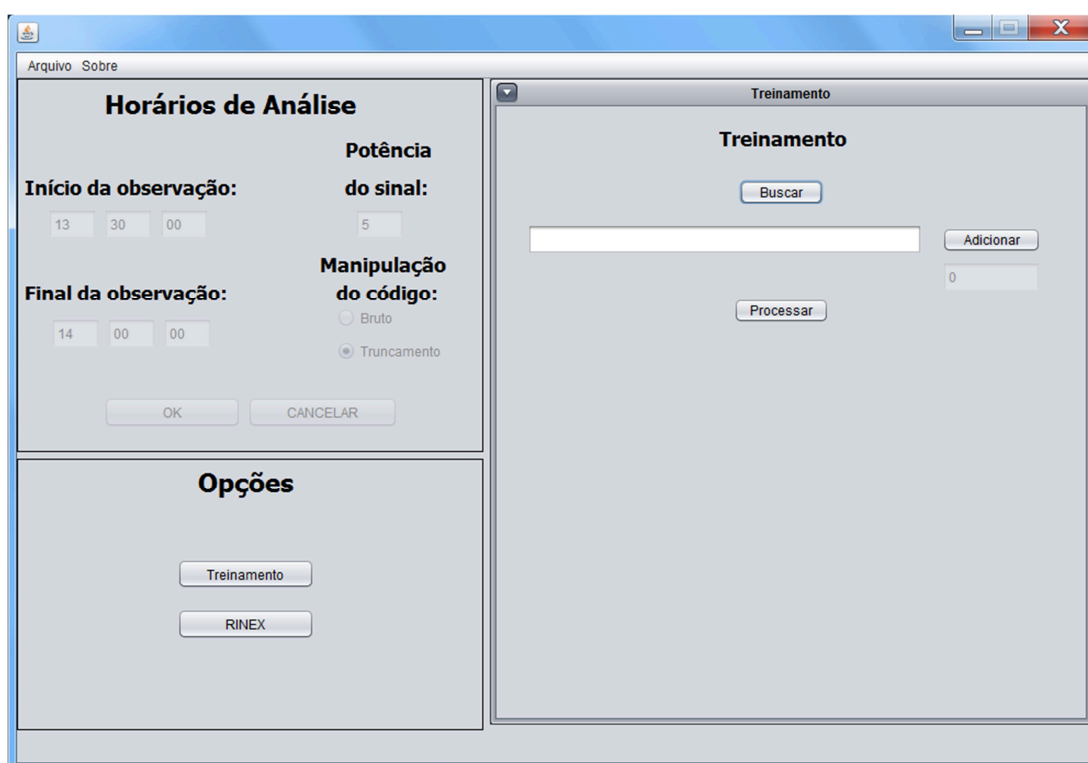 Arquivo Sobre
Horários de Análise
Potência
do sinal:
Início da observação:
13 30 00
5
Manipulação
do código:
Final da observação:
Bruto
14 00 00
Truncamento
OK CANCELAR
Opções
Treinamento
RINEX
Treinamento
Treinamento
Buscar
Adicionar
0
Processar